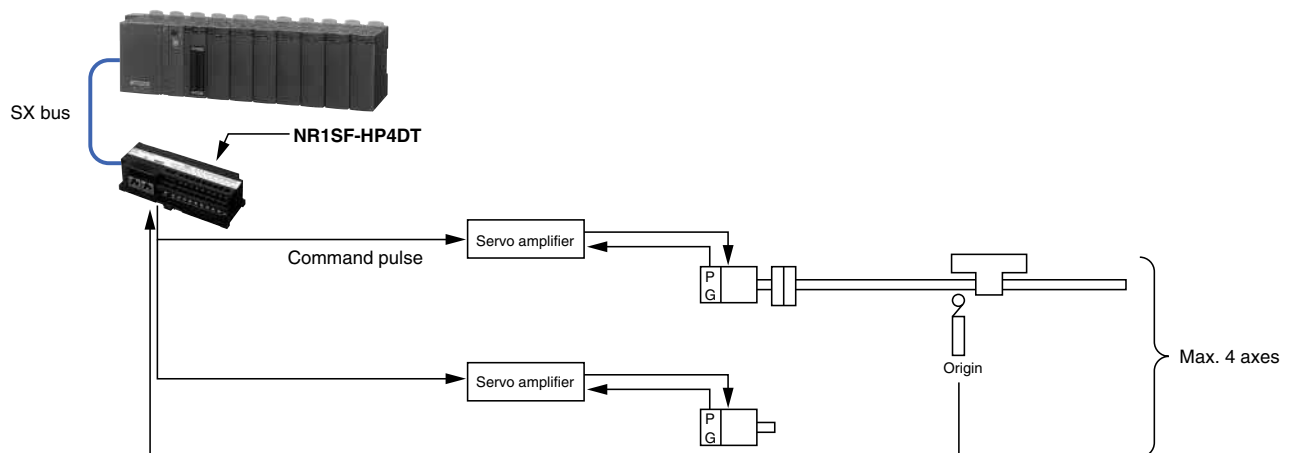 SX bus
NR1SF-HP4DT
Command pulse
Servo amplifier
P
G
Origin
Max. 4 axes
Servo amplifier
P
G